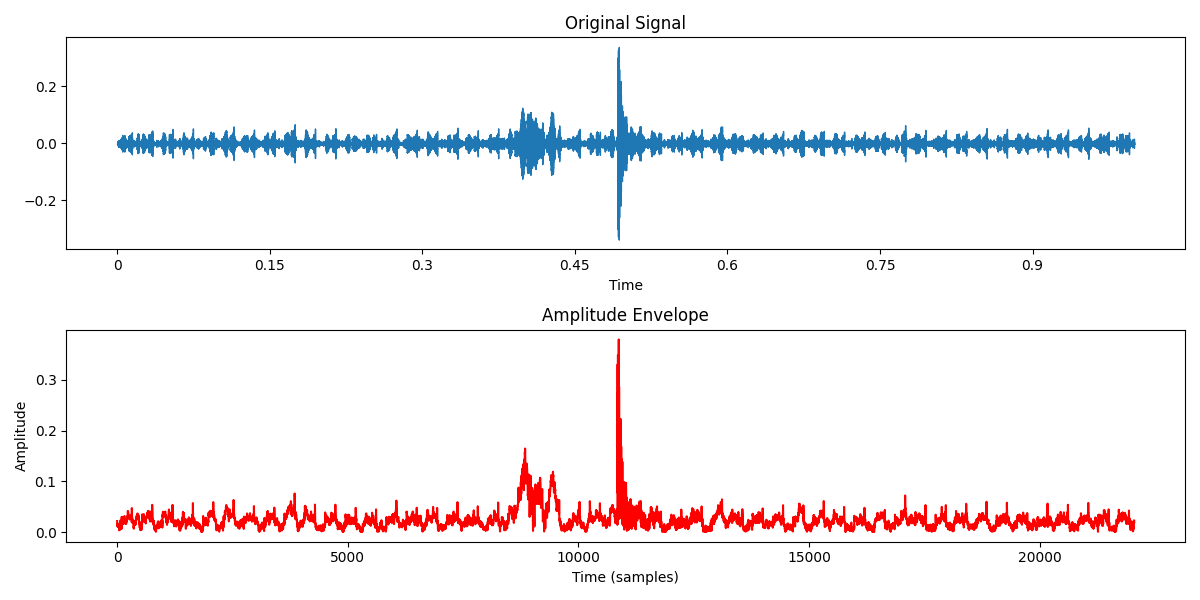 Original Signal
0.2
0.0
−0.2
0 0.15 0.3 0.45 0.6 0.75 0.9
Time
Amplitude Envelope
Amplitude
0.3
0.2
0.1
0.0
0 5000 10000 15000 20000
Time (samples)